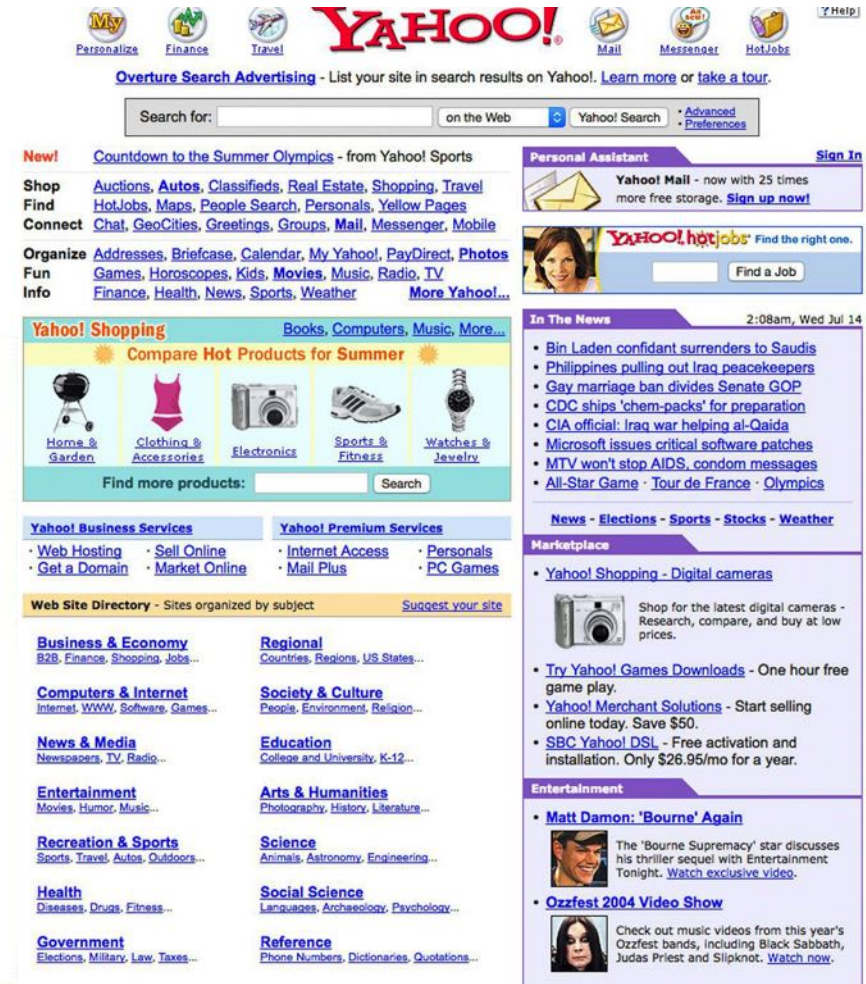 My
YAHOO!
All new!
? Help
Personalize
Finance
Travel
Mail
Messenger
HotJobs
Overture Search Advertising - List your site in search results on Yahoo!. Learn more or take a tour.
Search for:
on the Web
Yahoo! Search
· Advanced
· Preferences
New! Countdown to the Summer Olympics - from Yahoo! Sports
Shop Auctions, Autos, Classifieds, Real Estate, Shopping, Travel
Find HotJobs, Maps, People Search, Personals, Yellow Pages
Connect Chat, GeoCities, Greetings, Groups, Mail, Messenger, Mobile
Organize Addresses, Briefcase, Calendar, My Yahoo!, PayDirect, Photos
Fun Games, Horoscopes, Kids, Movies, Music, Radio, TV
Info Finance, Health, News, Sports, Weather More Yahoo!...
Yahoo! Shopping Books, Computers, Music, More...
Compare Hot Products for Summer
Home & Garden
Clothing & Accessories
Electronics
Sports & Fitness
Watches & Jewelry
Find more products: Search
Yahoo! Business Services
· Web Hosting · Sell Online
· Get a Domain · Market Online
Yahoo! Premium Services
· Internet Access · Personals
· Mail Plus · PC Games
Web Site Directory - Sites organized by subject Suggest your site
Business & Economy
B2B, Finance, Shopping, Jobs...
Regional
Countries, Regions, US States...
Computers & Internet
Internet, WWW, Software, Games...
Society & Culture
People, Environment, Religion...
News & Media
Newspapers, TV, Radio...
Education
College and University, K-12...
Entertainment
Movies, Humor, Music...
Arts & Humanities
Photography, History, Literature...
Recreation & Sports
Sports, Travel, Autos, Outdoors...
Science
Animals, Astronomy, Engineering...
Health
Diseases, Drugs, Fitness...
Social Science
Languages, Archaeology, Psychology...
Government
Elections, Military, Law, Taxes...
Reference
Phone Numbers, Dictionaries, Quotations...
Personal Assistant Sign In
Yahoo! Mail - now with 25 times
more free storage. Sign up now!
YAHOO! hotjobs Find the right one.
Find a Job
In The News 2:08am, Wed Jul 14
• Bin Laden confidant surrenders to Saudis
• Philippines pulling out Iraq peacekeepers
• Gay marriage ban divides Senate GOP
• CDC ships 'chem-packs' for preparation
• CIA official: Iraq war helping al-Qaida
• Microsoft issues critical software patches
• MTV won't stop AIDS, condom messages
• All-Star Game · Tour de France · Olympics
News - Elections - Sports - Stocks - Weather
Marketplace
• Yahoo! Shopping - Digital cameras
Shop for the latest digital cameras -
Research, compare, and buy at low
prices.
• Try Yahoo! Games Downloads - One hour free
game play.
• Yahoo! Merchant Solutions - Start selling
online today. Save $50.
• SBC Yahoo! DSL - Free activation and
installation. Only $26.95/mo for a year.
Entertainment
• Matt Damon: 'Bourne' Again
The 'Bourne Supremacy' star discusses
his thriller sequel with Entertainment
Tonight. Watch exclusive video.
• Ozzfest 2004 Video Show
Check out music videos from this year's
Ozzfest bands, including Black Sabbath,
Judas Priest and Slipknot. Watch now.